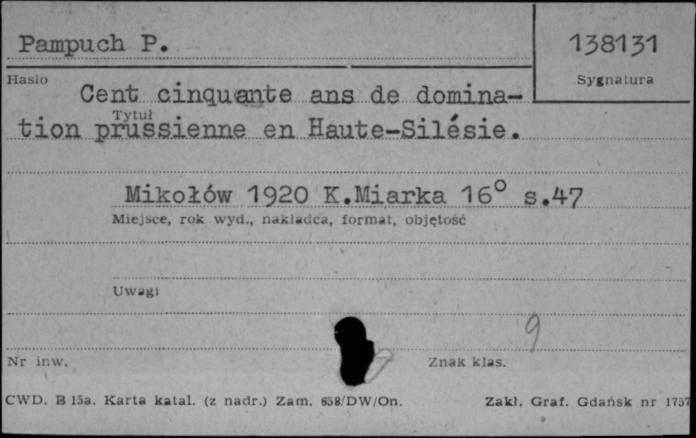 Pampuch P.
138131
Hasło
Sygnatura
Cent cinquante ans de domina-
Tytuł
tion prussienne en Haute-Silésie.
Mikołów 1920 K.Miarka 16° s.47
Miejsce, rok wyd., nakładca, format, objętość
Uwagi
9
Nr inw.
Znak klas.
CWD. B 15a. Karta katal. (z nadr.) Zam. 658/DW/On.
Zakł. Graf. Gdańsk nr 1757